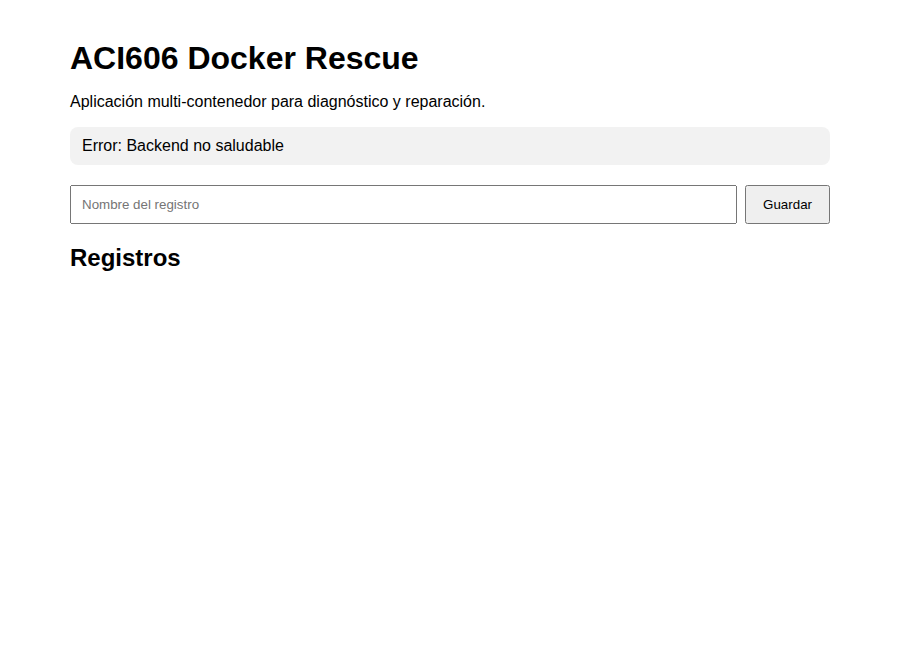 ACI606 Docker Rescue
Aplicación multi-contenedor para diagnóstico y reparación.
Error: Backend no saludable
Nombre del registro
Guardar
Registros